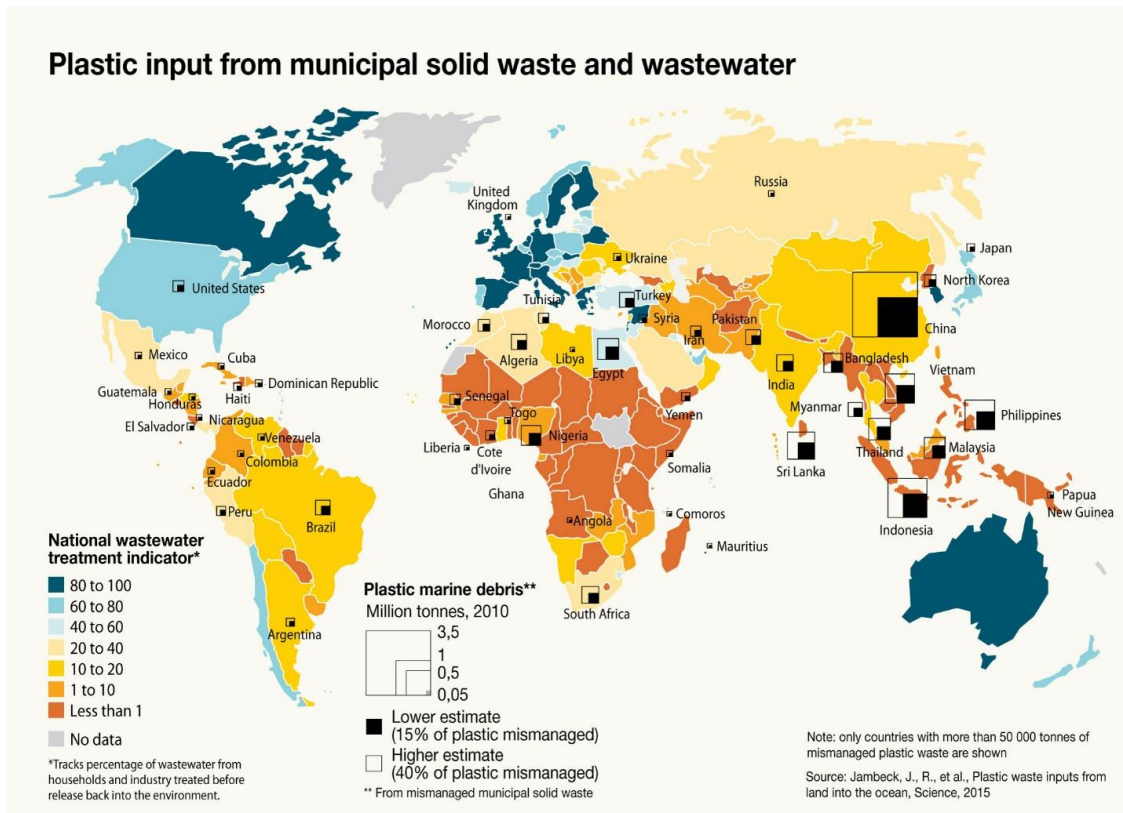 Plastic input from municipal solid waste and wastewater
United
Kingdom
Russia
Japan
North Korea
Ukraine
United States
Turkey
Tunisia
Syria
Pakistan
Iran
China
Morocco
Algeria
Libya
Egypt
Mexico
Cuba
Bangladesh
India
Vietnam
Dominican Republic
Guatemala
Haiti
Honduras
Senegal
Myanmar
Nicaragua
El Salvador
Togo
Yemen
Philippines
Venezuela
Nigeria
Liberia
Cote
d'Ivoire
Thailand
Malaysia
Colombia
Somalia
Sri Lanka
Ecuador
Ghana
Papua
New Guinea
Peru
Brazil
Angola
Comoros
Indonesia
Mauritius
South Africa
Argentina
National wastewater
treatment indicator*
80 to 100
60 to 80
40 to 60
20 to 40
10 to 20
1 to 10
Less than 1
No data
*Tracks percentage of wastewater from
households and industry treated before
release back into the environment.
Plastic marine debris**
Million tonnes, 2010
3,5
1
0,5
0,05
Lower estimate
(15% of plastic mismanaged)
Higher estimate
(40% of plastic mismanaged)
** From mismanaged municipal solid waste
Note: only countries with more than 50 000 tonnes of
mismanaged plastic waste are shown
Source: Jambeck, J., R., et al., Plastic waste inputs from
land into the ocean, Science, 2015